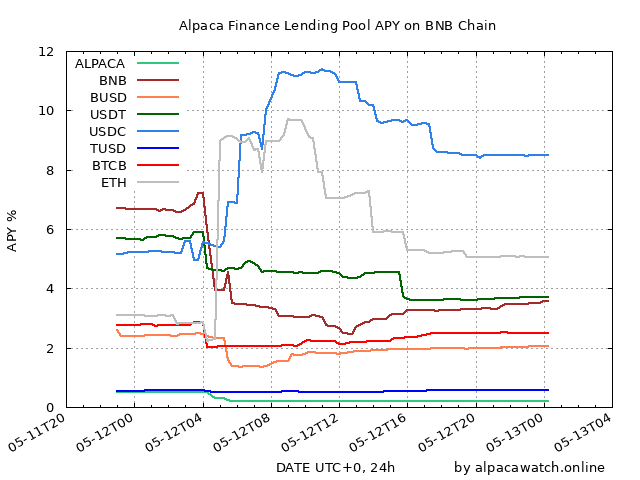 Alpaca Finance Lending Pool APY on BNB Chain
12
10
8
6
4
2
0
APY %
ALPACA
BNB
BUSD
USDT
USDC
TUSD
BTCB
ETH
05-11T20
05-12T00
05-12T04
05-12T08
05-12T12
05-12T16
05-12T20
05-13T00
05-13T04
DATE UTC+0, 24h
by alpacawatch.online